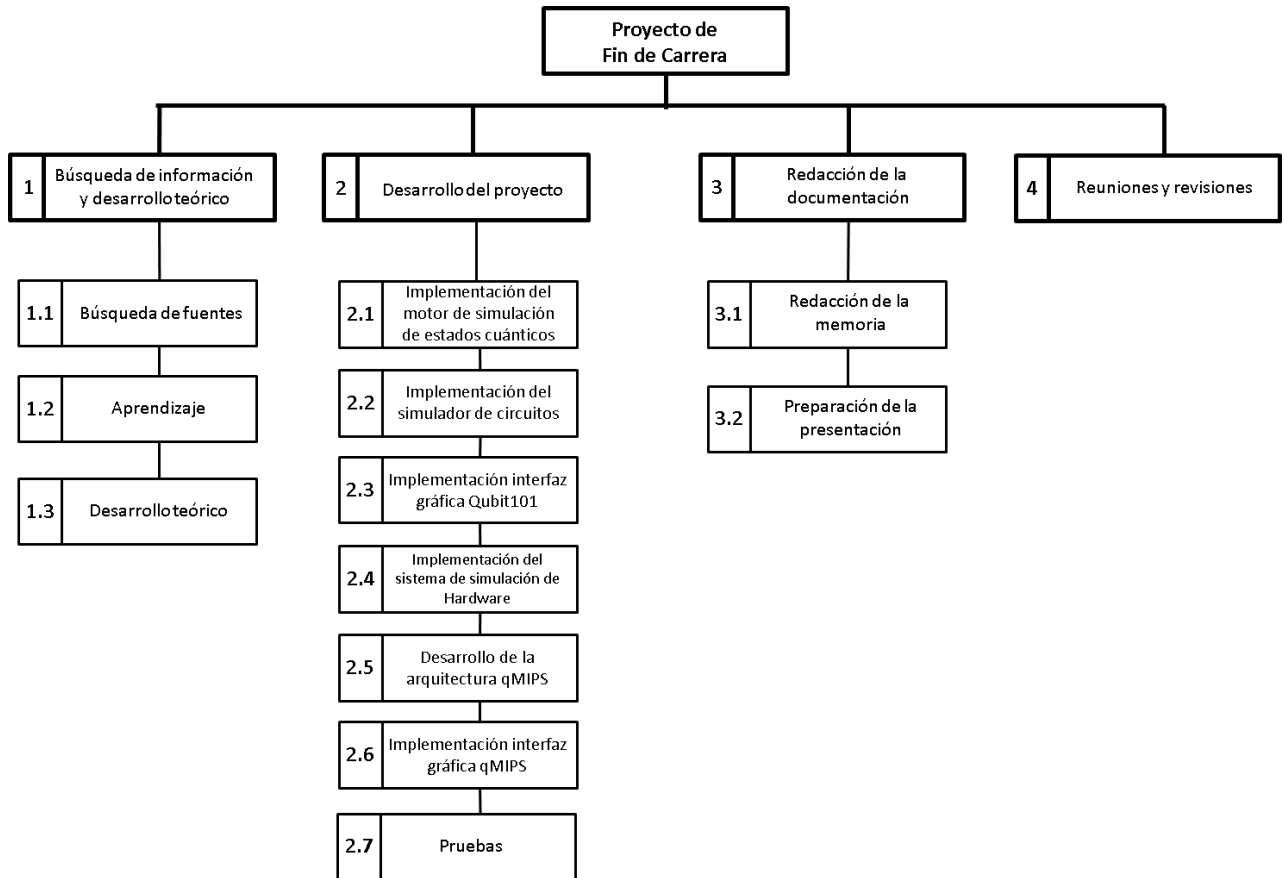 Proyecto de
Fin de Carrera
1
Búsqueda de información
y desarrollo teórico
2
Desarrollo del proyecto
3
Redacción de la
documentación
4
Reuniones y revisiones
1.1
Búsqueda de fuentes
1.2
Aprendizaje
1.3
Desarrollo teórico
2.1
Implementación del
motor de simulación
de estados cuánticos
2.2
Implementación del
simulador de circuitos
2.3
Implementación interfaz
gráfica Qubit101
2.4
Implementación del
sistema de simulación de
Hardware
2.5
Desarrollo de la
arquitectura qMIPS
2.6
Implementación interfaz
gráfica qMIPS
2.7
Pruebas
3.1
Redacción de la
memoria
3.2
Preparación de la
presentación